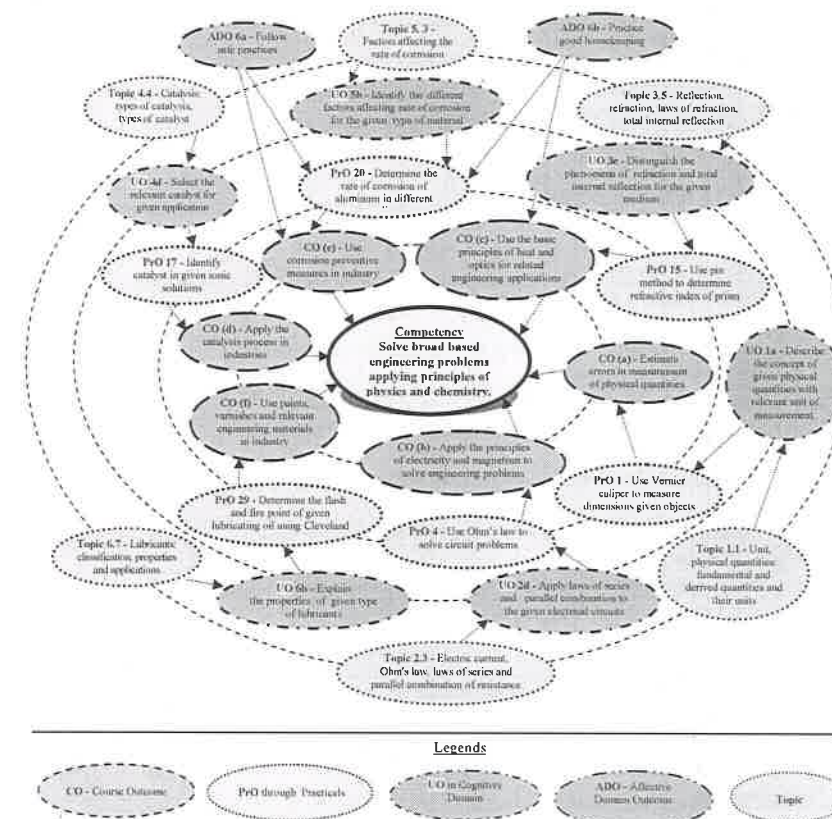 ADO 6a - Follow
safe practices
Topic 5. 3 -
Factors affecting the
rate of corrosion
ADO 6b - Practice
good housekeeping
Topic 4.4 - Catalysis,
types of catalysis,
types of catalyst
UO 5b - Identify the different
factors affecting rate of corrosion
for the given type of material
Topic 3.5 - Reflection,
refraction, laws of refraction,
total internal reflection
UO 4d - Select the
relevant catalyst for
given application
PrO 20 - Determine the
rate of corrosion of
aluminum in different
UO 3e - Distinguish the
phenomena of refraction and total
internal reflection for the given
medium
PrO 17 - Identify
catalyst in given ionic
solutions
CO (e) - Use
corrosion preventive
measures in industry
CO (c) - Use the basic
principles of heat and
optics for related
engineering applications
PrO 15 - Use pin
method to determine
refractive index of prism
CO (d) - Apply the
catalysis process in
industries
Competency
Solve broad based
engineering problems
applying principles of
physics and chemistry.
CO (a) - Estimate
errors in measurement
of physical quantities
UO 1a - Describe
the concept of
given physical
quantities with
relevant unit of
measurement.
CO (f) - Use paints,
varnishes and relevant
engineering materials
in industry
CO (b) - Apply the principles
of electricity and magnetism to
solve engineering problems
PrO 29 - Determine the flash
and fire point of given
lubricating oil using Cleveland
PrO 4 - Use Ohm's law to
solve circuit problems
PrO 1 - Use Vernier
caliper to measure
dimensions given objects
Topic 6.7 - Lubricants:
classification, properties
and applications
UO 6b - Explain
the properties of given type
of lubricants
UO 2d - Apply laws of series
and parallel combination to
the given electrical circuits
Topic 1.1 - Unit,
physical quantities:
fundamental and
derived quantities and
their units
Topic 2.3 - Electric current,
Ohm's law, laws of series and
parallel combination of resistance
Legends
CO - Course Outcome
PrO through Practicals
UO in Cognitive
Domain
ADO - Affective
Domain Outcome
Topic